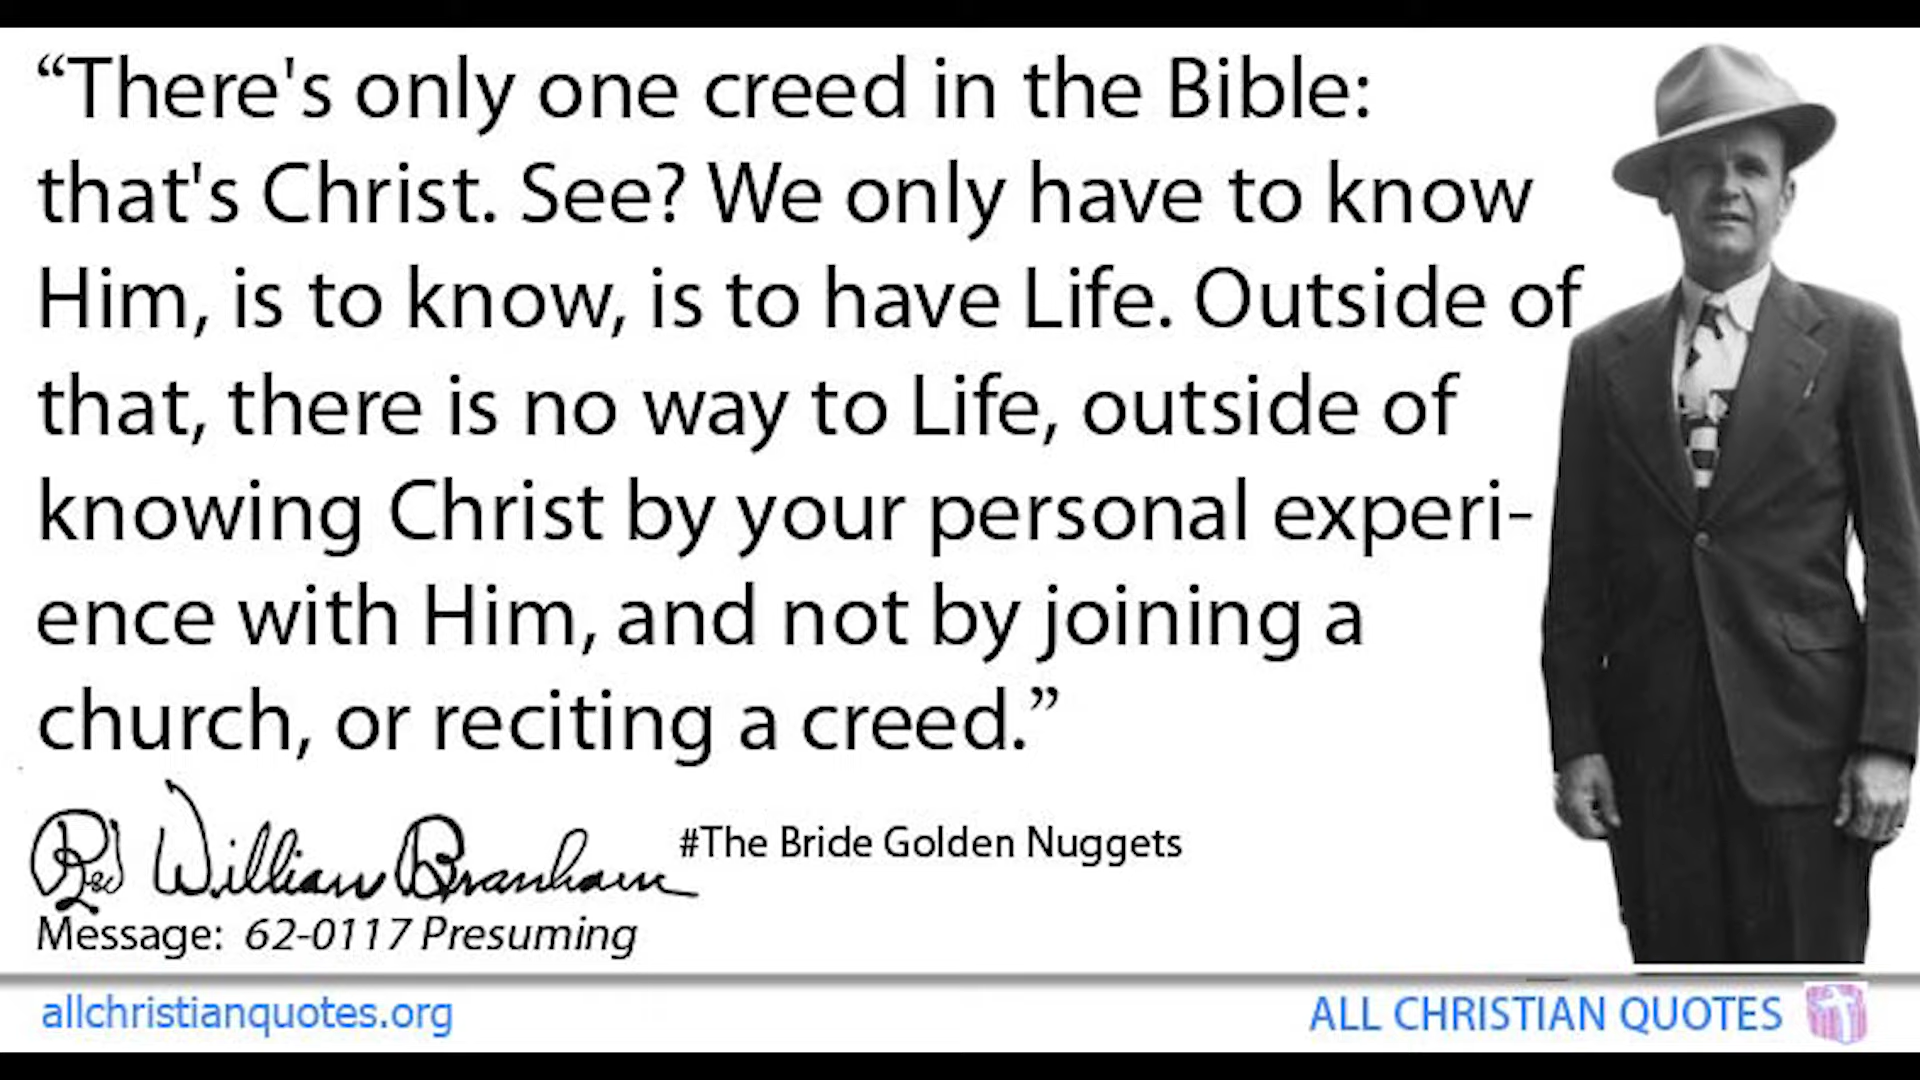 “There's only one creed in the Bible:
that's Christ. See? We only have to know
Him, is to know, is to have Life. Outside of
that, there is no way to Life, outside of
knowing Christ by your personal experi-
ence with Him, and not by joining a
church, or reciting a creed.”
Rev William Branham #The Bride Golden Nuggets
Message: 62-0117 Presuming
allchristianquotes.org ALL CHRISTIAN QUOTES